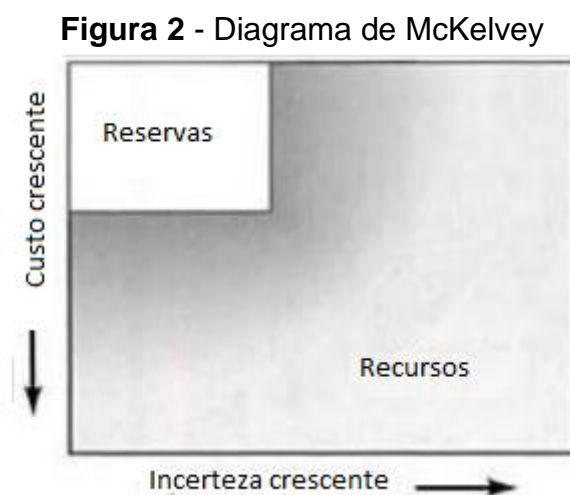 Figura 2 - Diagrama de McKelvey
Custo crescente
Reservas
Recursos
Incerteza crescente